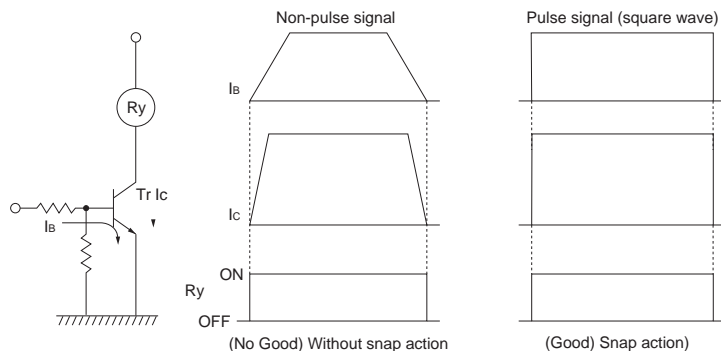 Non-pulse signal
Pulse signal (square wave)
IB
Ry
Tr Ic
IC
IB
ON
Ry
OFF
(No Good) Without snap action
(Good) Snap action)